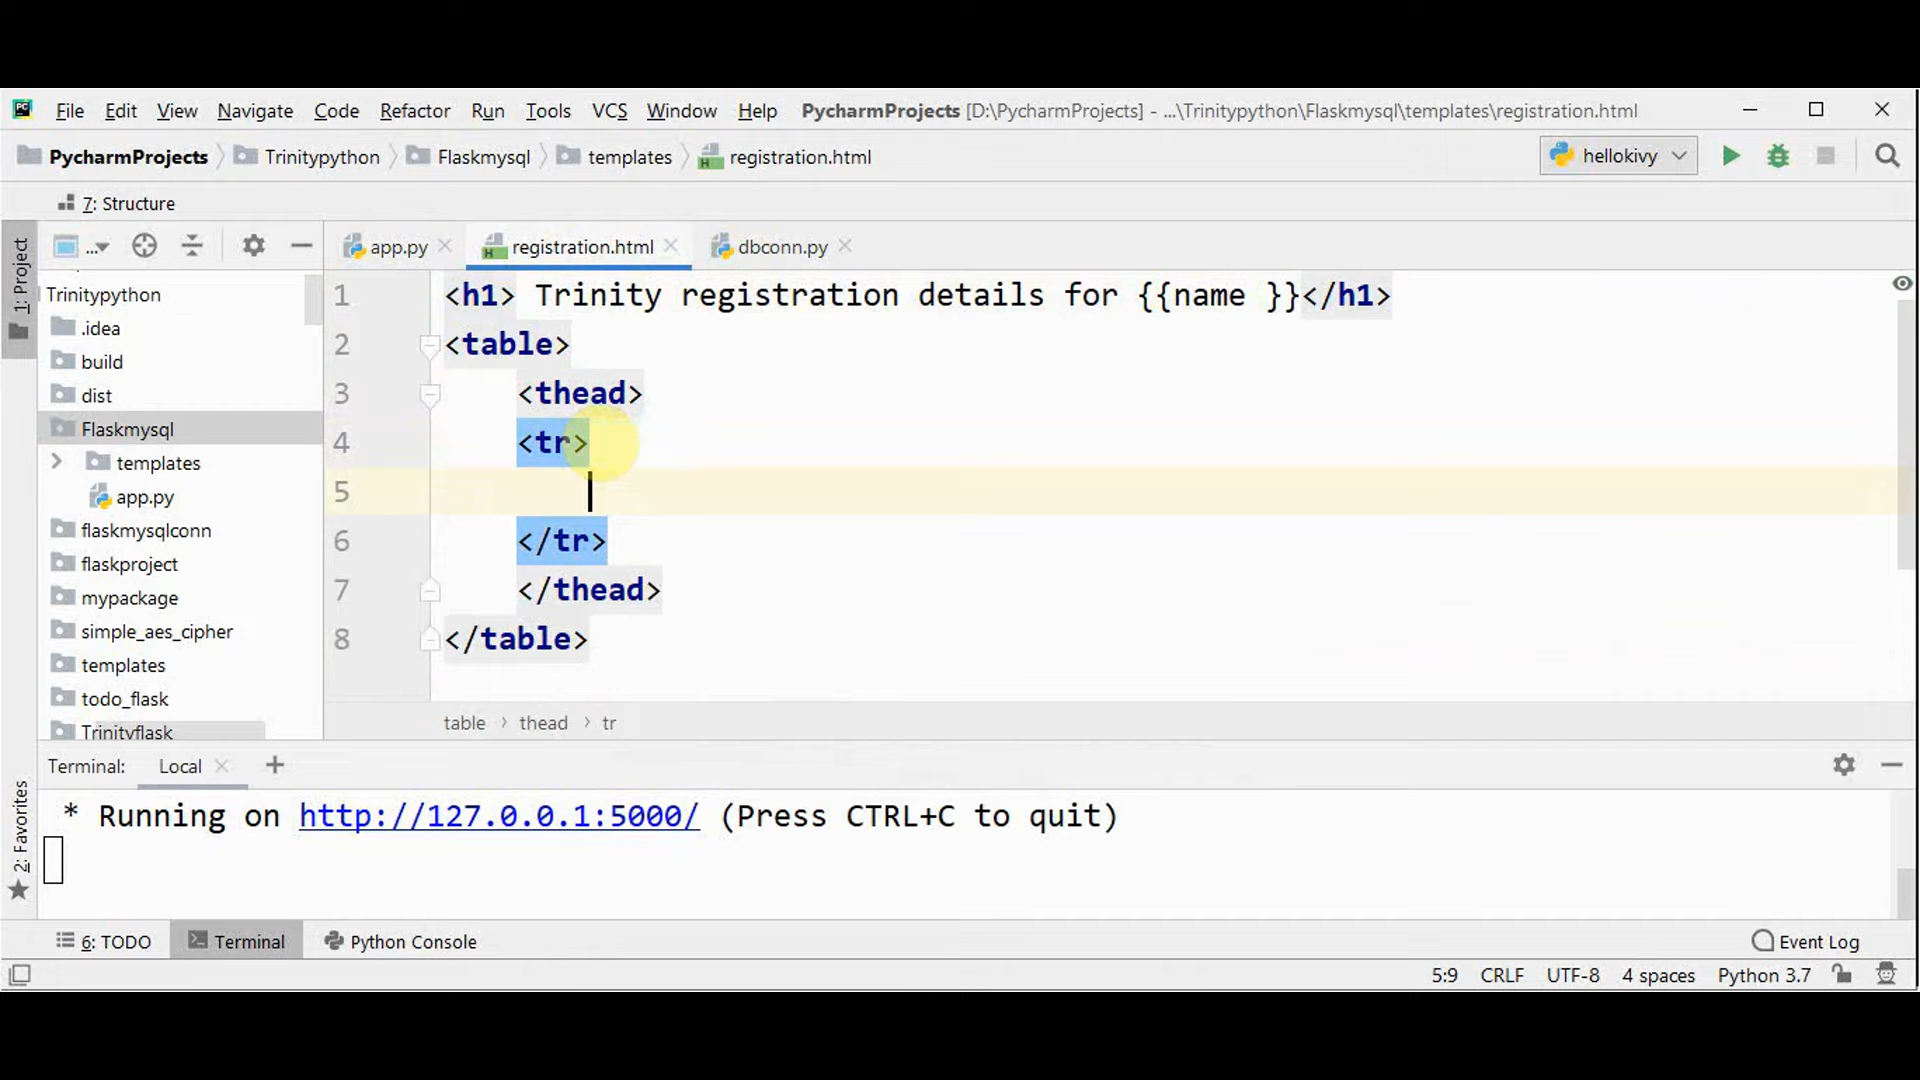 File Edit View Navigate Code Refactor Run Tools VCS Window Help PycharmProjects [D:\PycharmProjects] - ...\Trinitypython\Flaskmysql\templates\registration.html
PycharmProjects Trinitypython Flaskmysql templates registration.html hellokivy
7: Structure
1: Project
...
app.py registration.html dbconn.py
Trinitypython
.idea
build
dist
Flaskmysql
templates
app.py
flaskmysqlconn
flaskproject
mypackage
simple_aes_cipher
templates
todo_flask
Trinityflask
1 <h1> Trinity registration details for {{name }}</h1>
2 <table>
3 <thead>
4 <tr>
5
6 </tr>
7 </thead>
8 </table>
table > thead > tr
2: Favorites
Terminal: Local
* Running on http://127.0.0.1:5000/ (Press CTRL+C to quit)
6: TODO Terminal Python Console Event Log
5:9 CRLF UTF-8 4 spaces Python 3.7